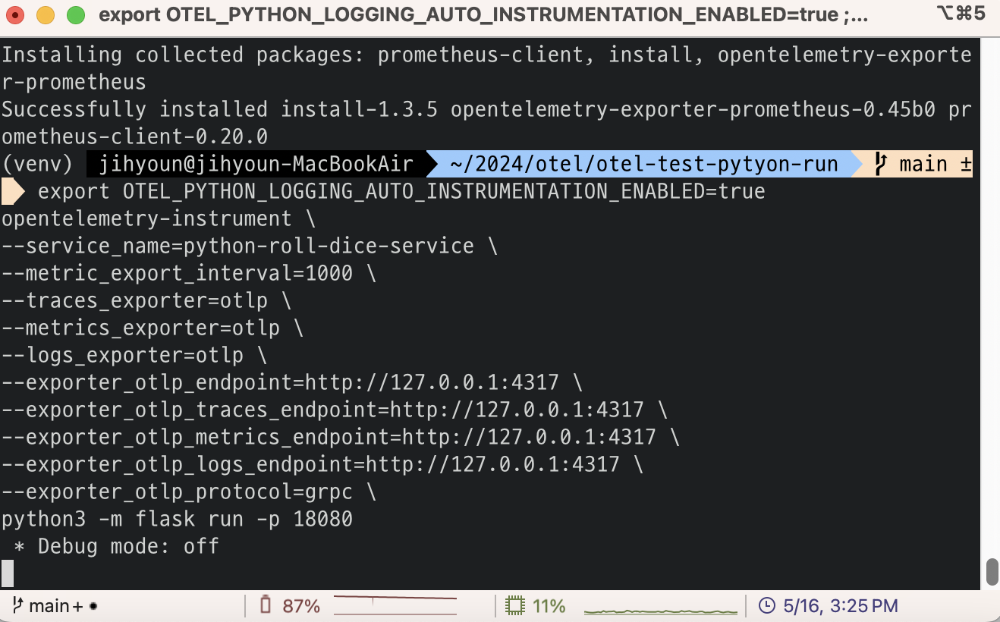 export OTEL_PYTHON_LOGGING_AUTO_INSTRUMENTATION_ENABLED=true ;... ⌥⌘5
Installing collected packages: prometheus-client, install, opentelemetry-exporte
r-prometheus
Successfully installed install-1.3.5 opentelemetry-exporter-prometheus-0.45b0 pr
ometheus-client-0.20.0
(venv) jihyoun@jihyoun-MacBookAir ~/2024/otel/otel-test-pytyon-run main ±
export OTEL_PYTHON_LOGGING_AUTO_INSTRUMENTATION_ENABLED=true
opentelemetry-instrument \
--service_name=python-roll-dice-service \
--metric_export_interval=1000 \
--traces_exporter=otlp \
--metrics_exporter=otlp \
--logs_exporter=otlp \
--exporter_otlp_endpoint=http://127.0.0.1:4317 \
--exporter_otlp_traces_endpoint=http://127.0.0.1:4317 \
--exporter_otlp_metrics_endpoint=http://127.0.0.1:4317 \
--exporter_otlp_logs_endpoint=http://127.0.0.1:4317 \
--exporter_otlp_protocol=grpc \
python3 -m flask run -p 18080
 * Debug mode: off
main+ ● 87% 11% 5/16, 3:25 PM